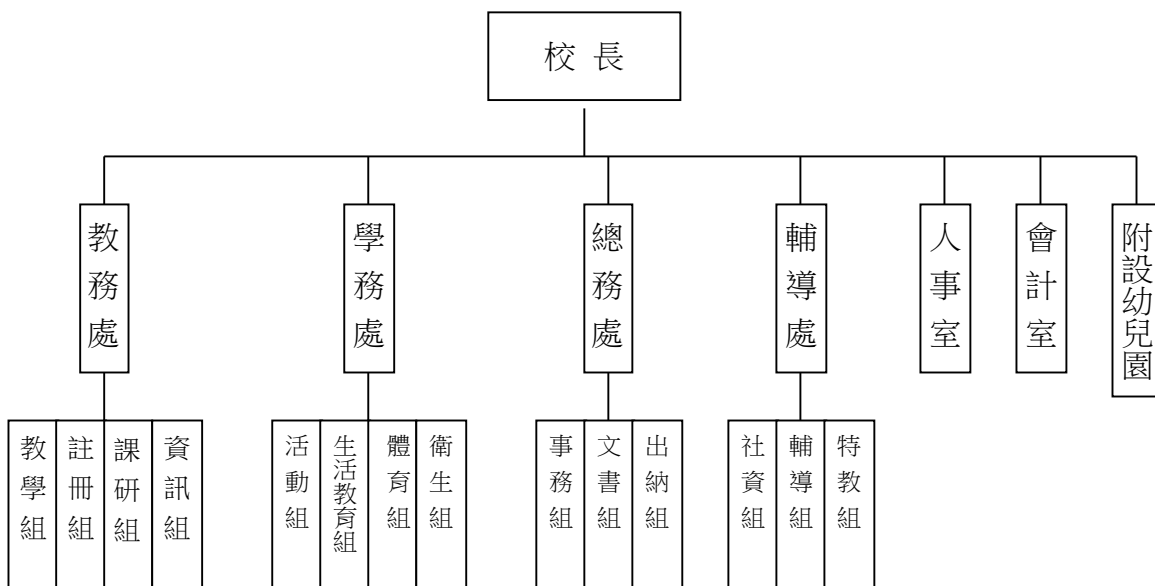 校長
教務處
學務處
總務處
輔導處
人事室
會計室
附設幼兒園
教學組
註冊組
課研組
資訊組
活動組
生活教育組
體育組
衛生組
事務組
文書組
出納組
社資組
輔導組
特教組